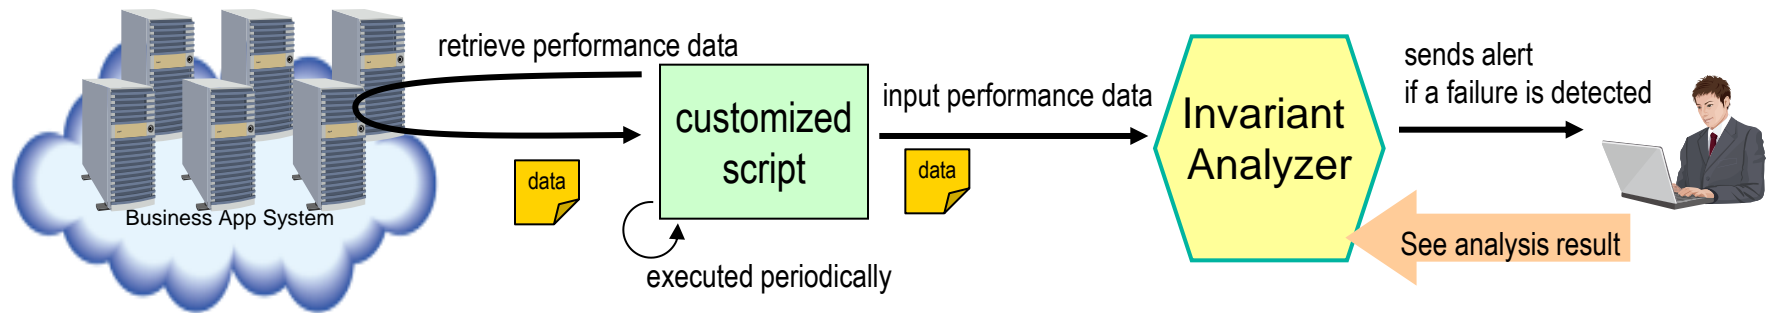 retrieve performance data
Business App System
data
customized
script
executed periodically
input performance data
data
Invariant
Analyzer
sends alert
if a failure is detected
See analysis result